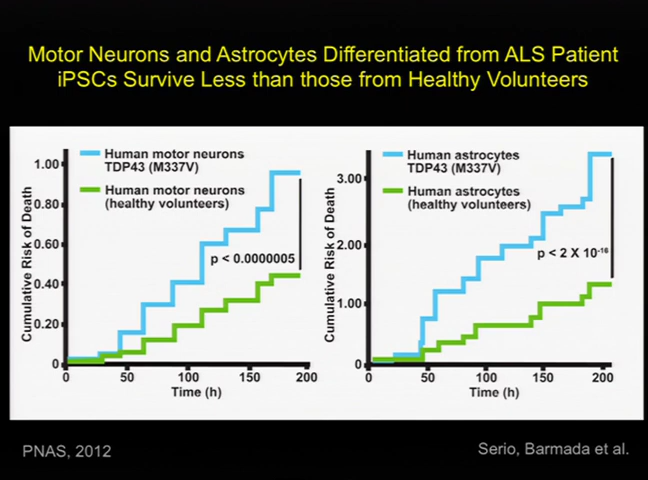 Motor Neurons and Astrocytes Differentiated from ALS Patient
iPSCs Survive Less than those from Healthy Volunteers
Cumulative Risk of Death
1.00
0.80
0.60
0.40
0.20
0
Human motor neurons
TDP43 (M337V)
Human motor neurons
(healthy volunteers)
p < 0.0000005
0 50 100 150 200
Time (h)
Cumulative Risk of Death
3.00
2.00
1.00
0
Human astrocytes
TDP43 (M337V)
Human astrocytes
(healthy volunteers)
p < 2 X 10⁻¹⁶
0 50 100 150 200
Time (h)
PNAS, 2012
Serio, Barmada et al.